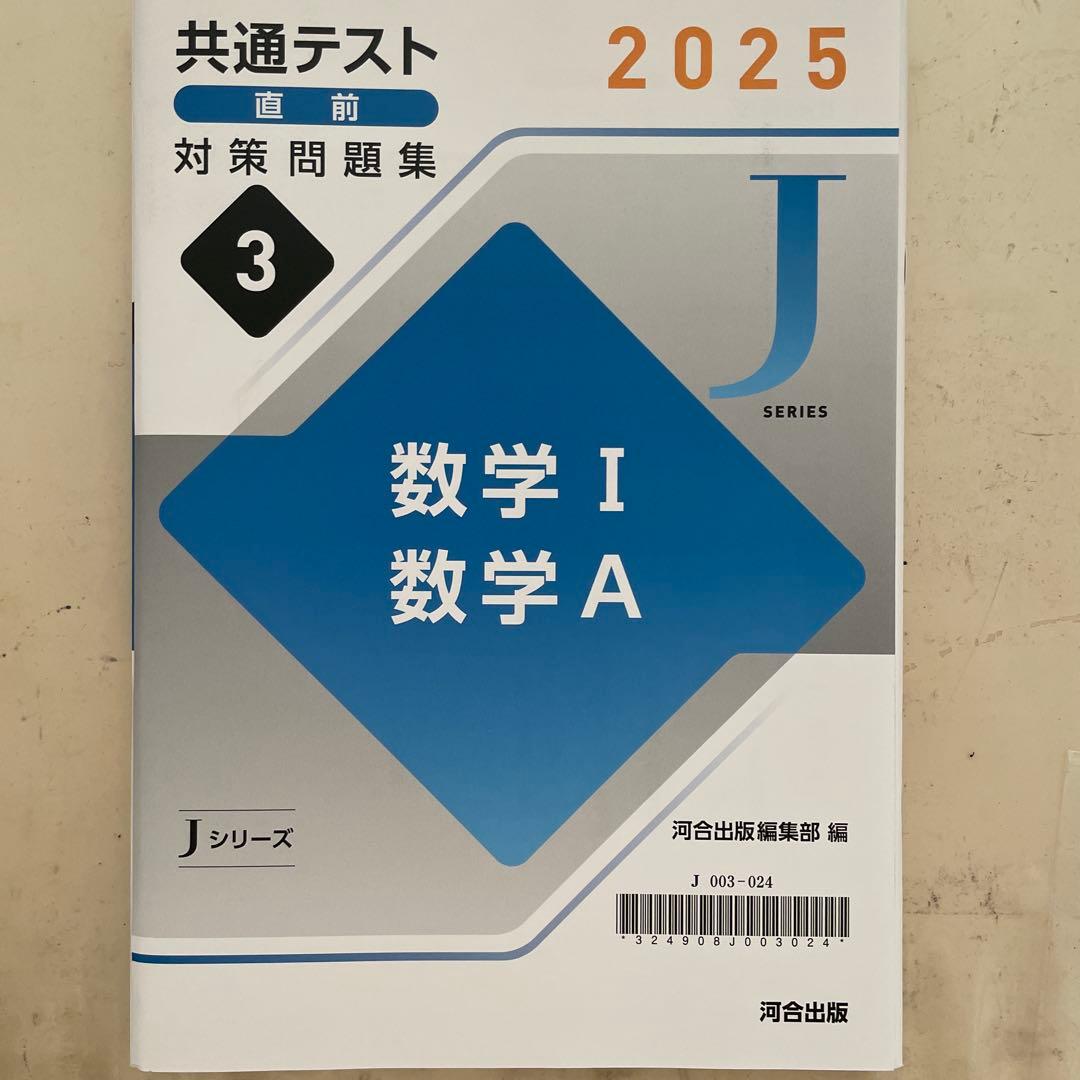 共通テスト
直前
対策問題集
3
2025
J
SERIES
数学 I
数学 A
Jシリーズ
河合出版編集部 編
J 003-024
*324908J003024*
河合出版